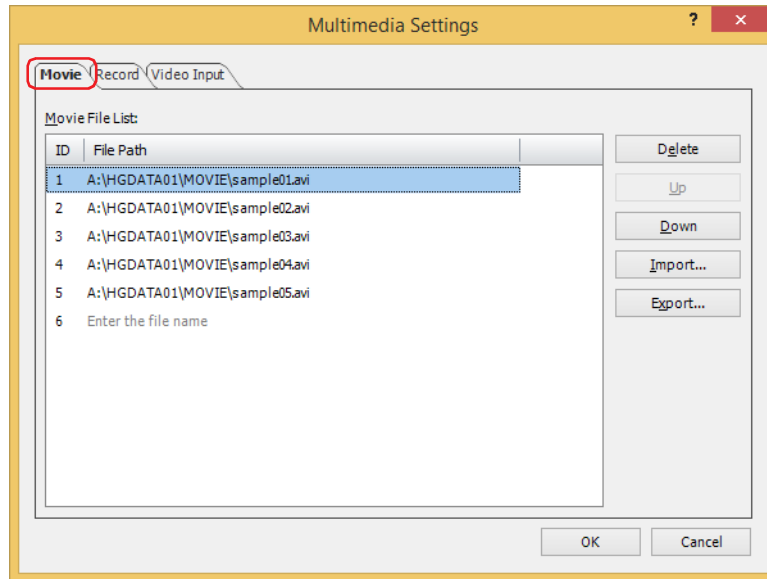 Multimedia Settings
?
×
Movie Record Video Input
Movie File List:
ID File Path
1 A:\HGDATA01\MOVIE\sample01.avi
2 A:\HGDATA01\MOVIE\sample02.avi
3 A:\HGDATA01\MOVIE\sample03.avi
4 A:\HGDATA01\MOVIE\sample04.avi
5 A:\HGDATA01\MOVIE\sample05.avi
6 Enter the file name
Delete
Up
Down
Import...
Export...
OK
Cancel